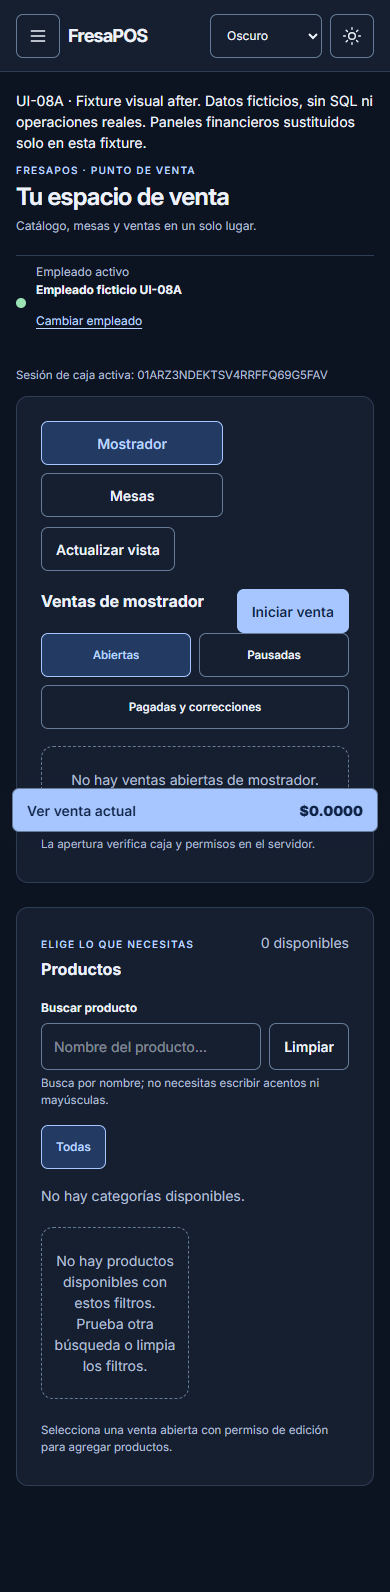 FresaPOS
Oscuro
UI-08A · Fixture visual after. Datos ficticios, sin SQL ni
operaciones reales. Paneles financieros sustituidos
solo en esta fixture.
FRESAPOS · PUNTO DE VENTA
Tu espacio de venta
Catálogo, mesas y ventas en un solo lugar.
Empleado activo
Empleado ficticio UI-08A
Cambiar empleado
Sesión de caja activa: 01ARZ3NDEKTSV4RRFFQ69G5FAV
Mostrador
Mesas
Actualizar vista
Ventas de mostrador
Iniciar venta
Abiertas
Pausadas
Pagadas y correcciones
No hay ventas abiertas de mostrador.
Ver venta actual $0.0000
La apertura verifica caja y permisos en el servidor.
ELIGE LO QUE NECESITAS
0 disponibles
Productos
Buscar producto
Nombre del producto...
Limpiar
Busca por nombre; no necesitas escribir acentos ni
mayúsculas.
Todas
No hay categorías disponibles.
No hay productos
disponibles con
estos filtros.
Prueba otra
búsqueda o limpia
los filtros.
Selecciona una venta abierta con permiso de edición
para agregar productos.